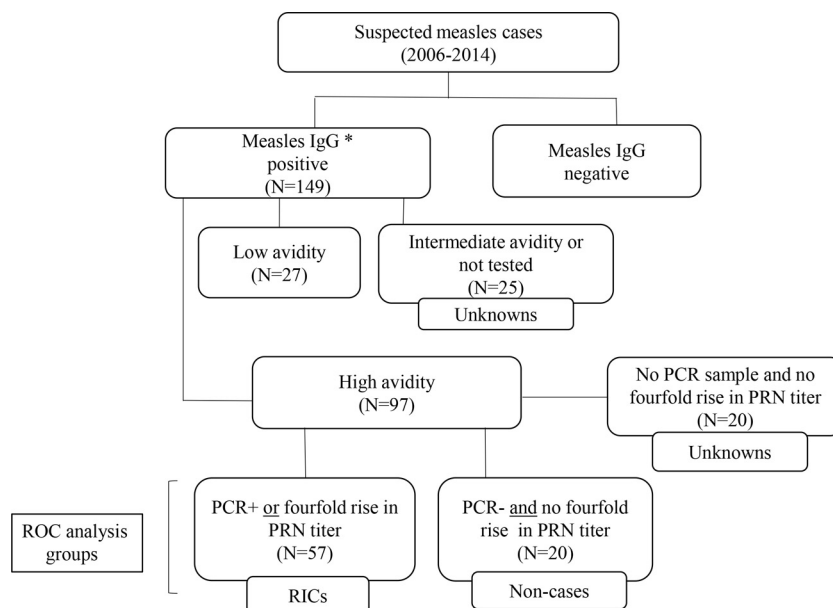 Suspected measles cases
(2006-2014)
Measles IgG *
positive
(N=149)
Measles IgG
negative
Low avidity
(N=27)
Intermediate avidity or
not tested
(N=25)
Unknowns
High avidity
(N=97)
No PCR sample and no
fourfold rise in PRN titer
(N=20)
Unknowns
ROC analysis
groups
PCR+ or fourfold rise in
PRN titer
(N=57)
RICs
PCR- and no fourfold
rise in PRN titer
(N=20)
Non-cases